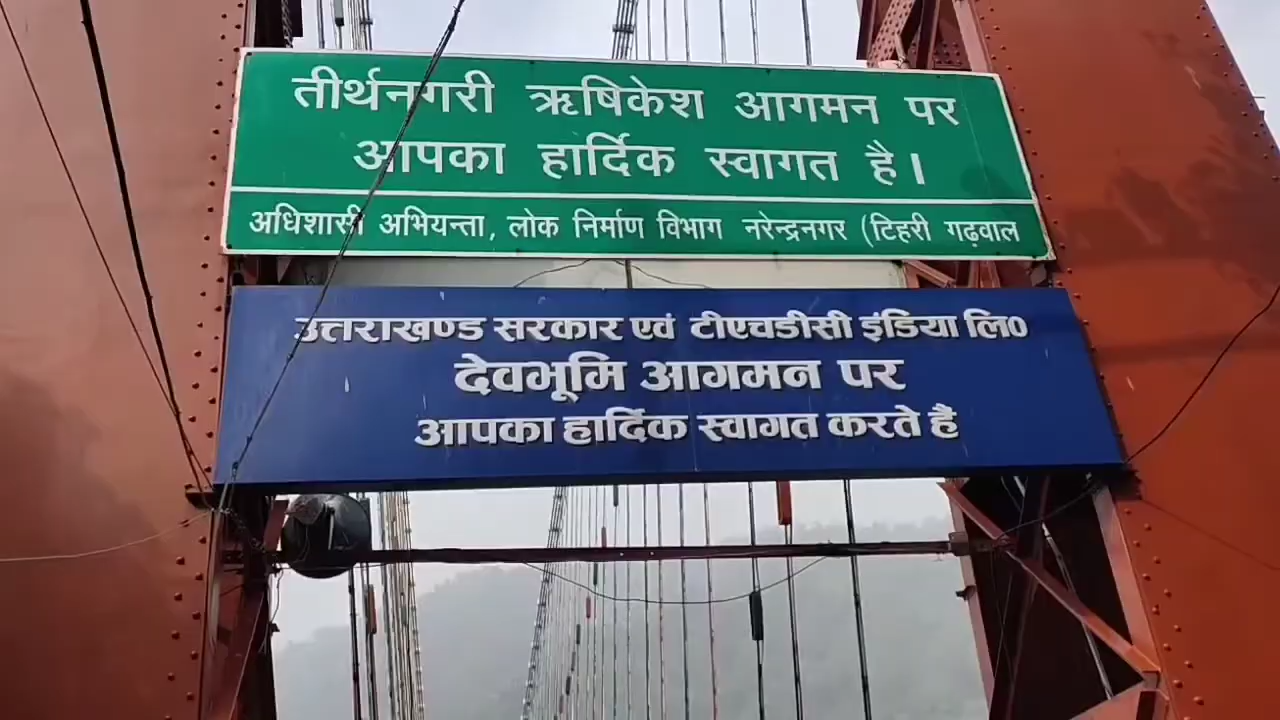 तीर्थनगरी ऋषिकेश आगमन पर
आपका हार्दिक स्वागत है।
अधिशासी अभियन्ता, लोक निर्माण विभाग नरेन्द्रनगर (टिहरी गढ़वाल
उत्तराखण्ड सरकार एवं टीएचडीसी इंडिया लि०
देवभूमि आगमन पर
आपका हार्दिक स्वागत करते हैं